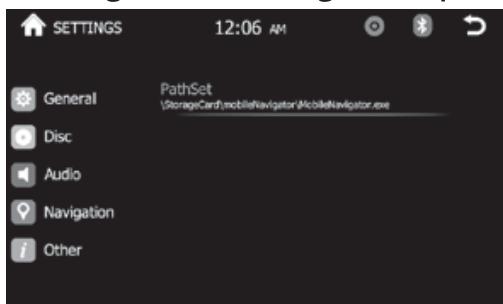 SETTINGS 12:06 AM
PathSet
\StorageCard\mobileNavigator\MobileNavigator.exe
General
Disc
Audio
Navigation
Other